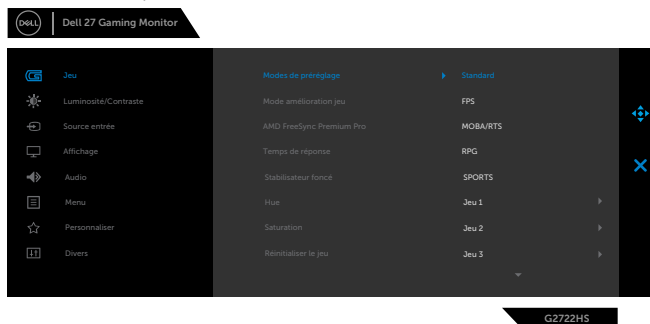 DELL
Dell 27 Gaming Monitor
Jeu
Modes de préréglage
Standard
Luminosité/Contraste
Mode amélioration jeu
FPS
Source entrée
AMD FreeSync Premium Pro
MOBA/RTS
Affichage
Temps de réponse
RPG
Audio
Stabilisateur foncé
SPORTS
Menu
Hue
Jeu 1
Personnaliser
Saturation
Jeu 2
Divers
Réinitialiser le jeu
Jeu 3
G2722HS